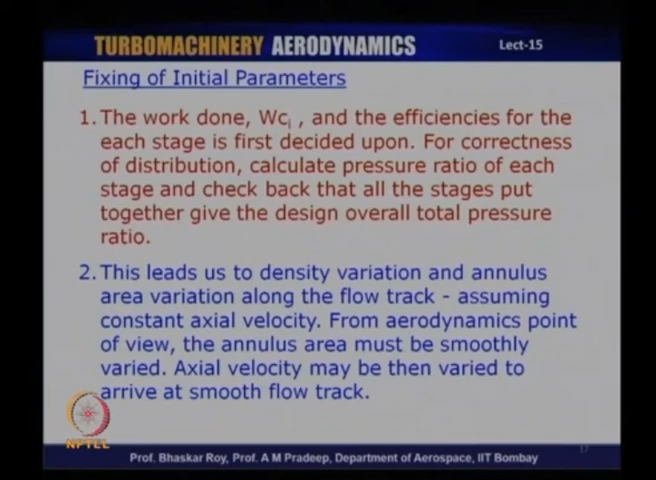 TURBOMACHINERY AERODYNAMICS
Lect-15
Fixing of Initial Parameters
1. The work done, Wci , and the efficiencies for the
each stage is first decided upon. For correctness
of distribution, calculate pressure ratio of each
stage and check back that all the stages put
together give the design overall total pressure
ratio.
2. This leads us to density variation and annulus
area variation along the flow track - assuming
constant axial velocity. From aerodynamics point
of view, the annulus area must be smoothly
varied. Axial velocity may be then varied to
arrive at smooth flow track.
NPTEL
Prof. Bhaskar Roy, Prof. A M Pradeep, Department of Aerospace, IIT Bombay
17